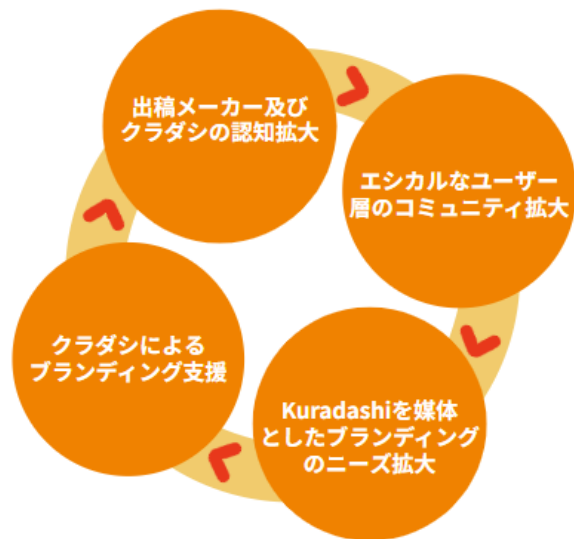 出稿メーカー及び
クラダシの認知拡大
エシカルなユーザー
層のコミュニティ拡大
Kuradashiを媒体
としたブランディング
のニーズ拡大
クラダシによる
ブランディング支援